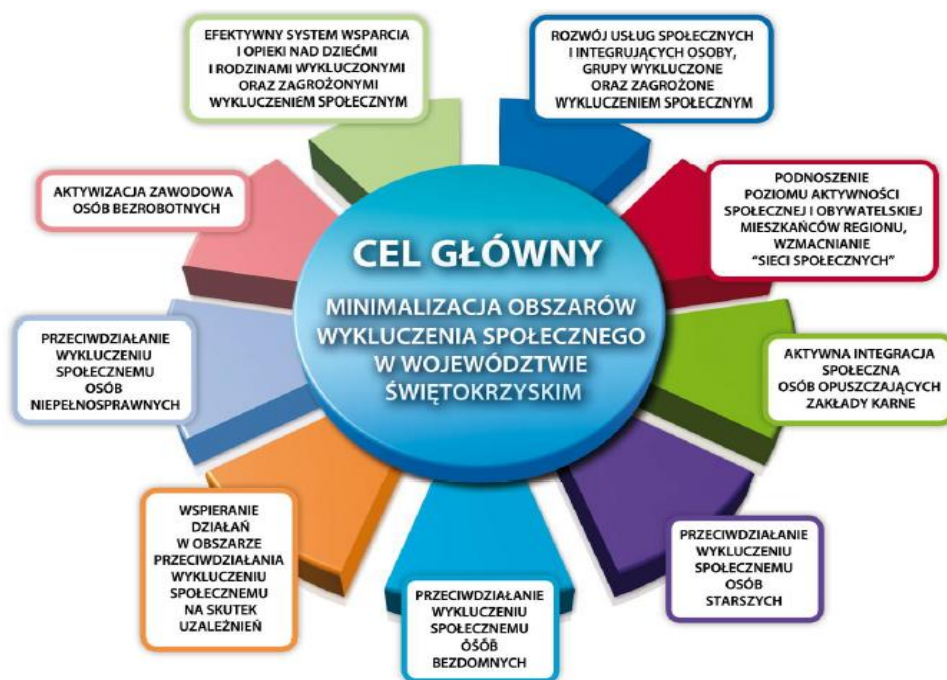 EFEKTYWNY SYSTEM WSPARCIA
I OPIEKI NAD DZIEĆMI
I RODZINAMI WYKLUCZONYMI
ORAZ ZAGROŻONYMI
WYKLUCZENIEM SPOŁECZNYM
ROZWÓJ USŁUG SPOŁECZNYCH
I INTEGRUJĄCYCH OSOBY,
GRUPY WYKLUCZONE
ORAZ ZAGROŻONE
WYKLUCZENIEM SPOŁECZNYM
AKTYWIZACJA ZAWODOWA
OSÓB BEZROBOTNYCH
PODNOSZENIE
POZIOMU AKTYWNOŚCI
SPOŁECZNEJ I OBYWATELSKIEJ
MIESZKAŃCÓW REGIONU,
WZMACNIANIE
“SIECI SPOŁECZNYCH”
CEL GŁÓWNY
MINIMALIZACJA OBSZARÓW
WYKLUCZENIA SPOŁECZNEGO
W WOJEWÓDZTWIE
ŚWIĘTOKRZYSKIM
PRZECIWDZIAŁANIE
WYKLUCZENIU
SPOŁECZNEMU
OSÓB
NIEPEŁNOSPRAWNYCH
AKTYWNA INTEGRACJA
SPOŁECZNA
OSÓB OPUSZCZAJĄCYCH
ZAKŁADY KARNE
WSPIERANIE
DZIAŁAŃ
W OBSZARZE
PRZECIWDZIAŁANIA
WYKLUCZENIU
SPOŁECZNEMU
NA SKUTEK
UZALEŻNIEŃ
PRZECIWDZIAŁANIE
WYKLUCZENIU
SPOŁECZNEMU
OŚÓB
BEZDOMNYCH
PRZECIWDZIAŁANIE
WYKLUCZENIU
SPOŁECZNEMU
OSÓB
STARSZYCH